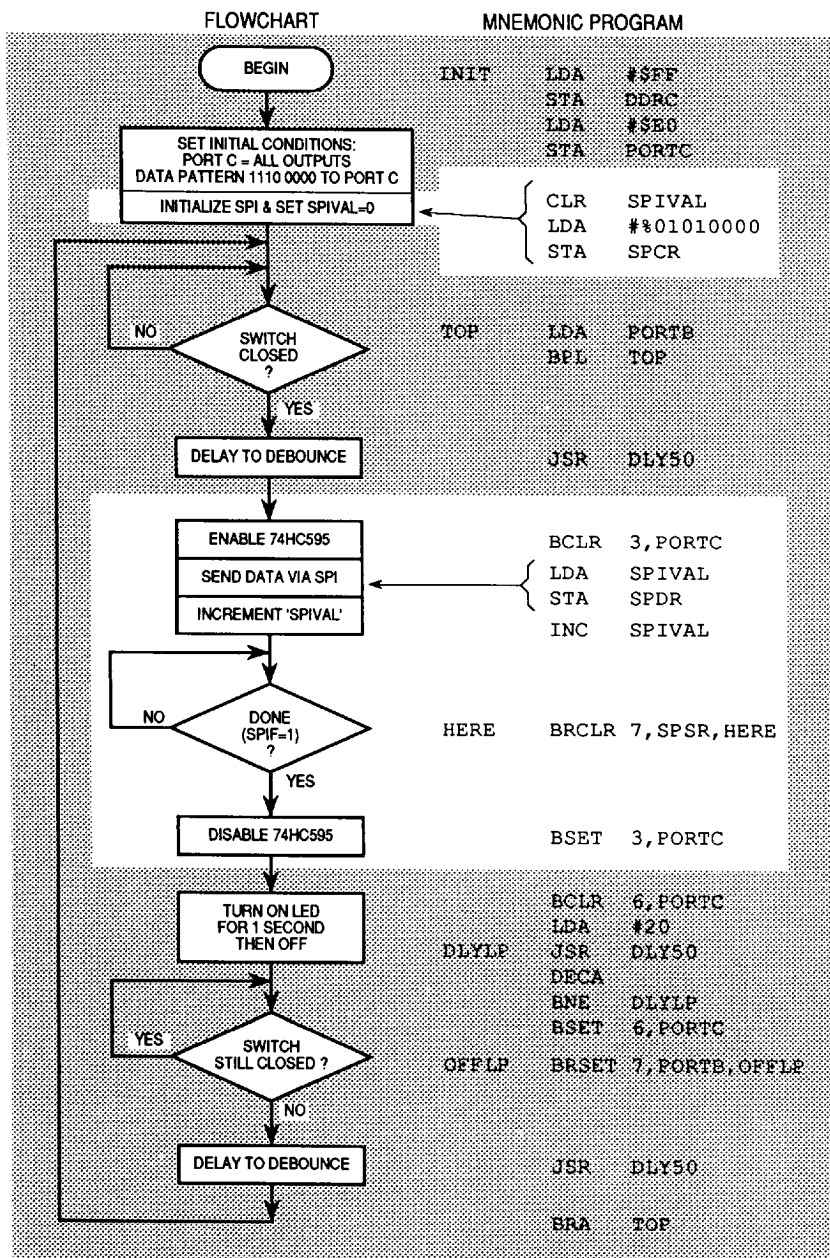 FLOWCHART MNEMONIC PROGRAM
BEGIN
INIT LDA #$FF
STA DDRC
LDA #$E0
STA PORTC
SET INITIAL CONDITIONS:
PORT C = ALL OUTPUTS
DATA PATTERN 1110 0000 TO PORT C
INITIALIZE SPI & SET SPIVAL=0
CLR SPIVAL
LDA #%01010000
STA SPCR
NO
SWITCH
CLOSED
?
YES
TOP LDA PORTB
BPL TOP
DELAY TO DEBOUNCE
JSR DLY50
ENABLE 74HC595
BCLR 3,PORTC
SEND DATA VIA SPI
LDA SPIVAL
STA SPDR
INCREMENT 'SPIVAL'
INC SPIVAL
NO
DONE
(SPIF=1)
?
YES
HERE BRCLR 7,SPSR,HERE
DISABLE 74HC595
BSET 3,PORTC
TURN ON LED
FOR 1 SECOND
THEN OFF
BCLR 6,PORTC
LDA #20
DLYLP JSR DLY50
DECA
BNE DLYLP
BSET 6,PORTC
YES
SWITCH
STILL CLOSED ?
NO
OFFLP BRSET 7,PORTB,OFFLP
DELAY TO DEBOUNCE
JSR DLY50
BRA TOP